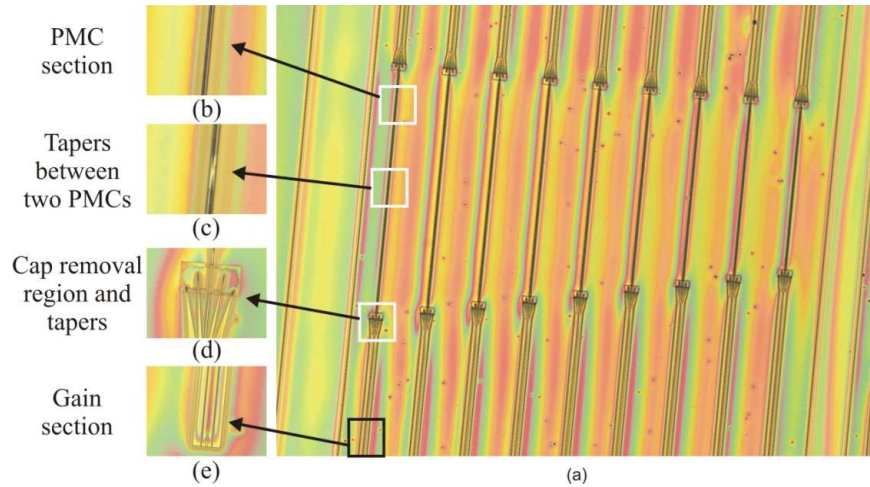 PMC
section
(b)
Tapers
between
two PMCs
(c)
Cap removal
region and
tapers
(d)
Gain
section
(e)
(a)